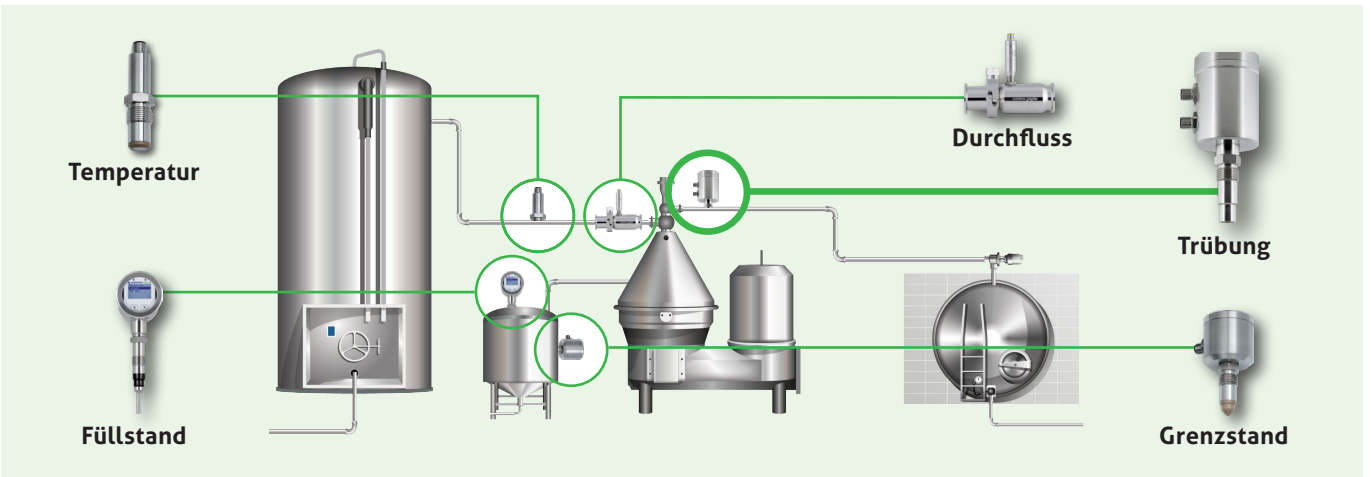 Temperatur
Durchfluss
Trübung
Füllstand
Grenzstand